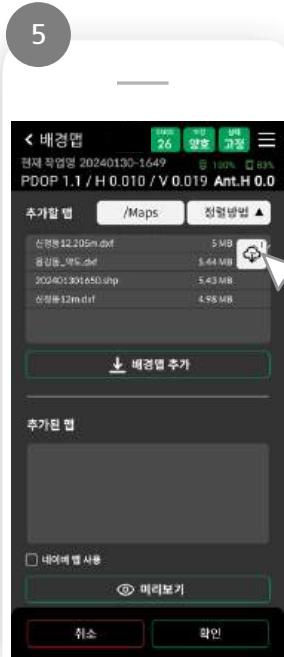 5
배경맵
26 양호 고정
현재 작업명 20240130-1649 100% 83%
PDOP 1.1 / H 0.010 / V 0.019 Ant.H 0.0
추가할 맵 /Maps 정렬방법 ▲
신정동12.205m.dxf 5 MB
용강동_약도.dxf 5.44 MB
202401301650.shp 5.43 MB
신정동12m.dxf 4.98 MB
배경맵 추가
추가된 맵
네이버 맵 사용
미리보기
취소 확인